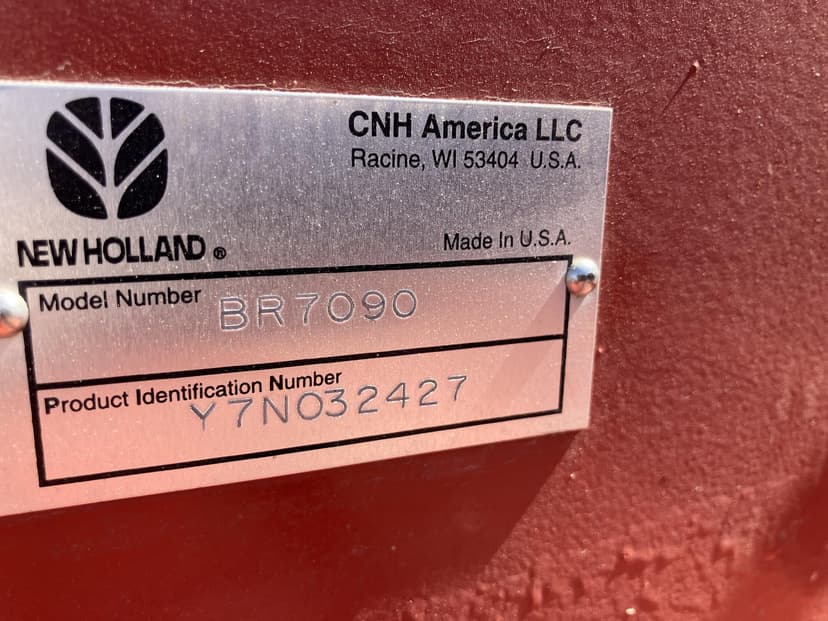 CNH America LLC
Racine, WI 53404 U.S.A.
NEW HOLLAND ®
Made In U.S.A.
Model Number BR7090
Product Identification Number
Y7N032427